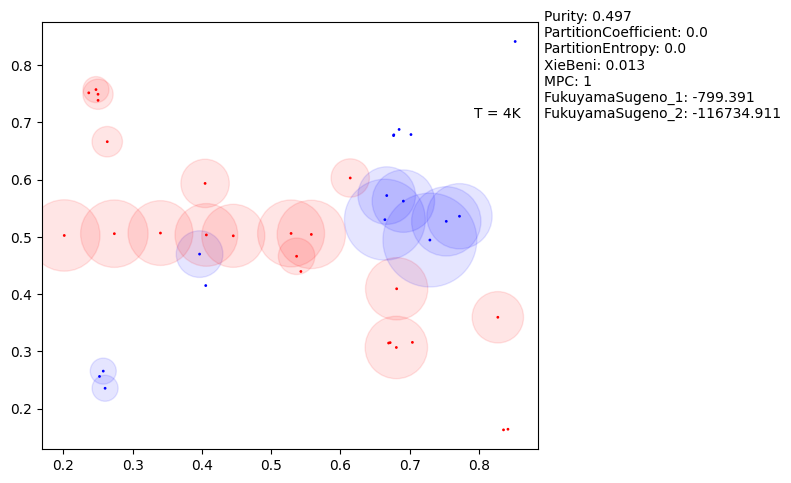 Purity: 0.497
PartitionCoefficient: 0.0
PartitionEntropy: 0.0
XieBeni: 0.013
MPC: 1
FukuyamaSugeno_1: -799.391
FukuyamaSugeno_2: -116734.911
T = 4K
0.8
0.7
0.6
0.5
0.4
0.3
0.2
0.2 0.3 0.4 0.5 0.6 0.7 0.8